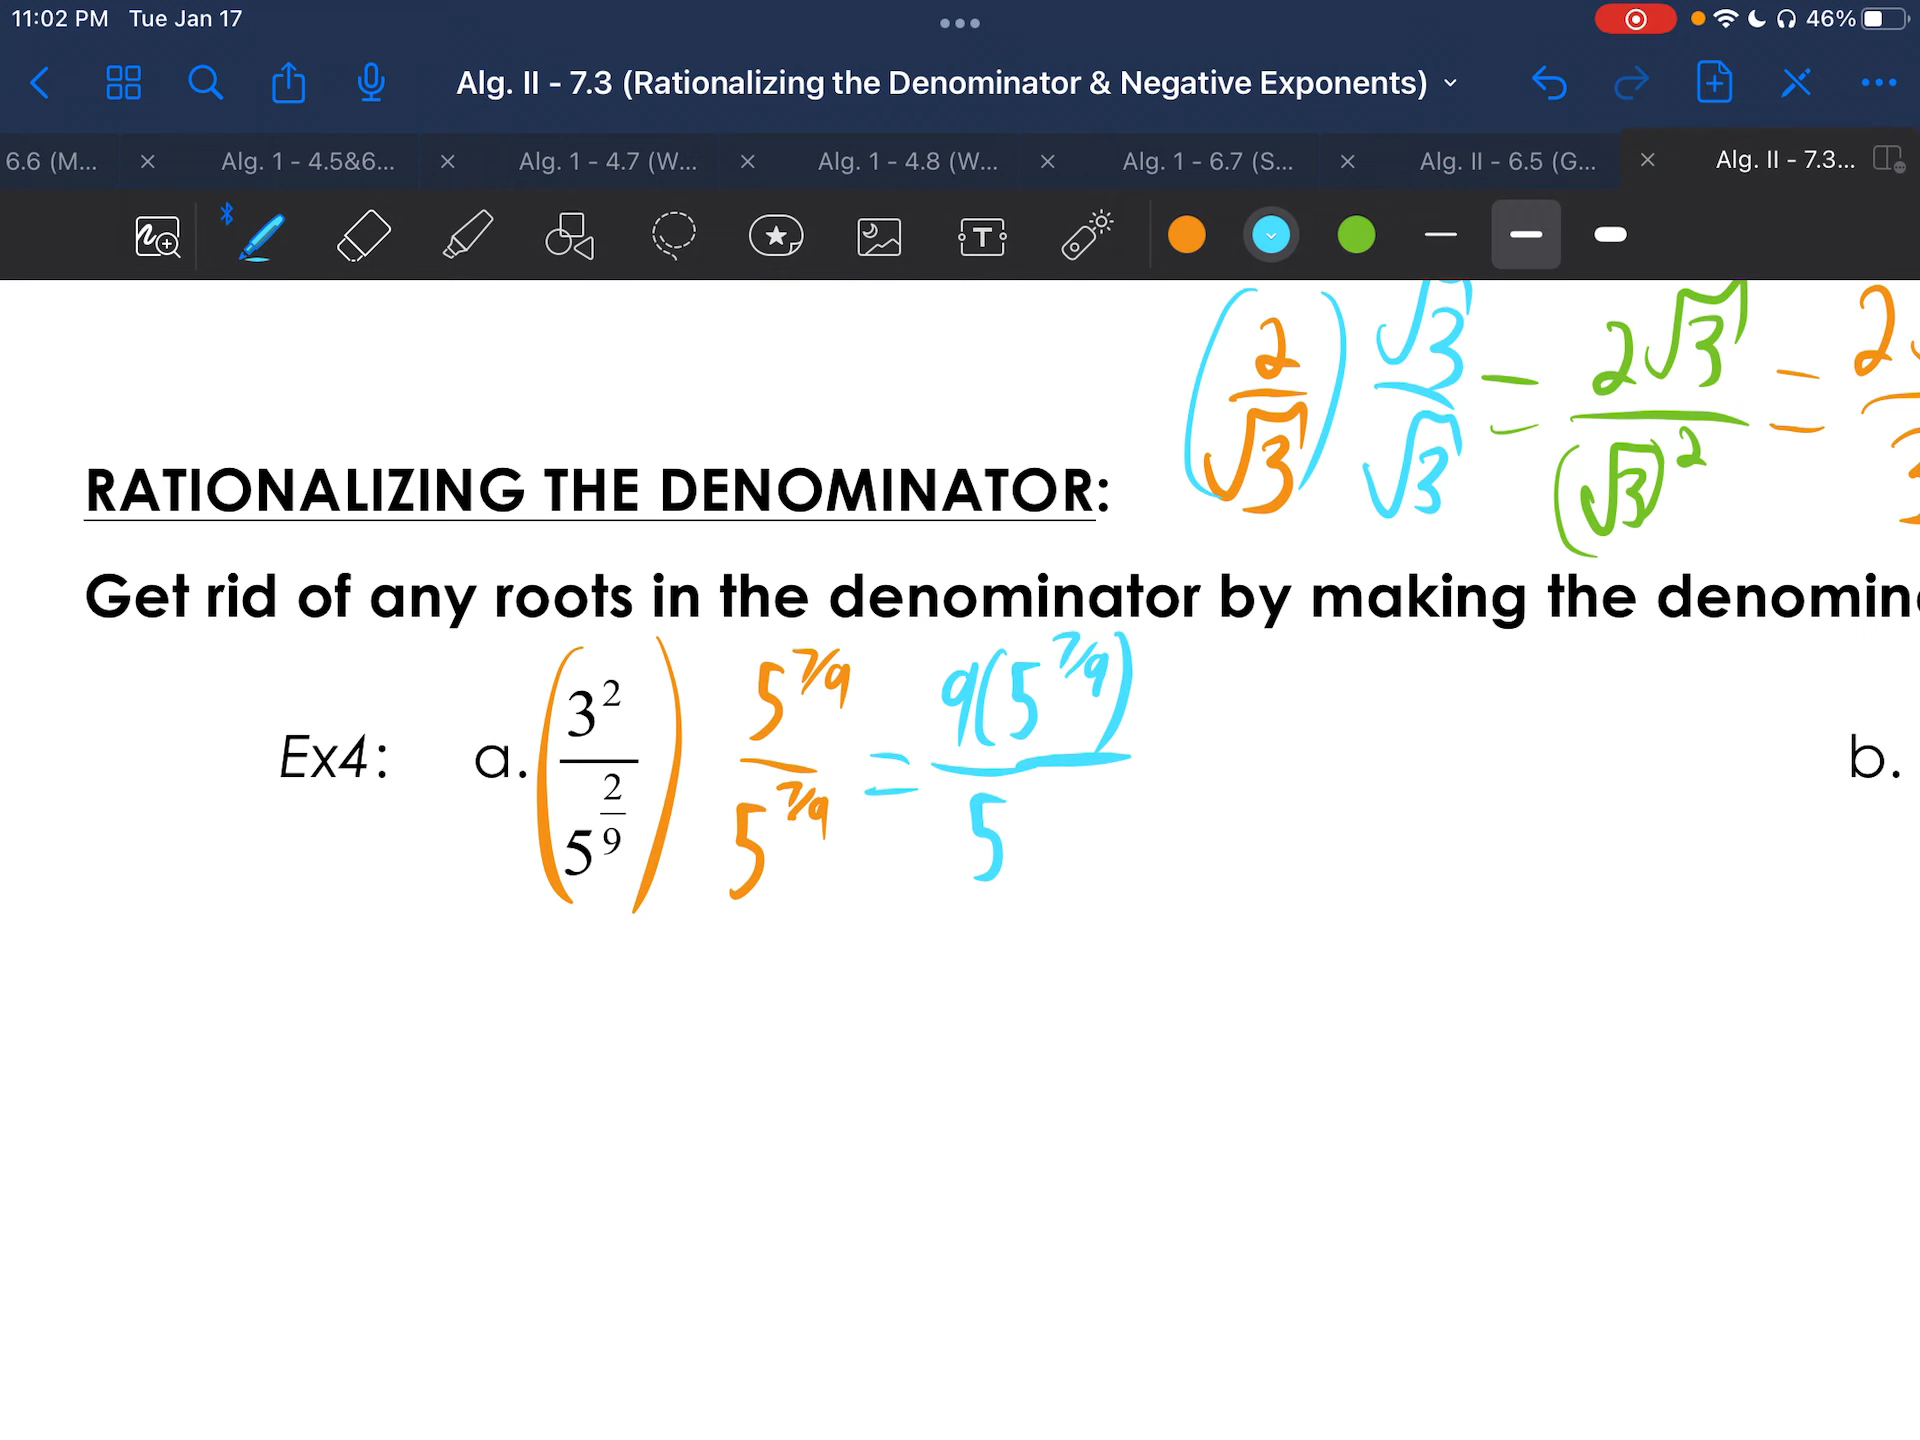 11:02 PM Tue Jan 17 46%
Alg. II - 7.3 (Rationalizing the Denominator & Negative Exponents)
6.6 (M... Alg. 1 - 4.5&6... Alg. 1 - 4.7 (W... Alg. 1 - 4.8 (W... Alg. 1 - 6.7 (S... Alg. II - 6.5 (G... Alg. II - 7.3...
(2/√3) √3/√3 = 2√3/(√3)² = 2
RATIONALIZING THE DENOMINATOR:
Get rid of any roots in the denominator by making the denomin
Ex4: a. (3²/5^(2/9)) 5^(7/9)/5^(7/9) = 9(5^(7/9))/5 b.